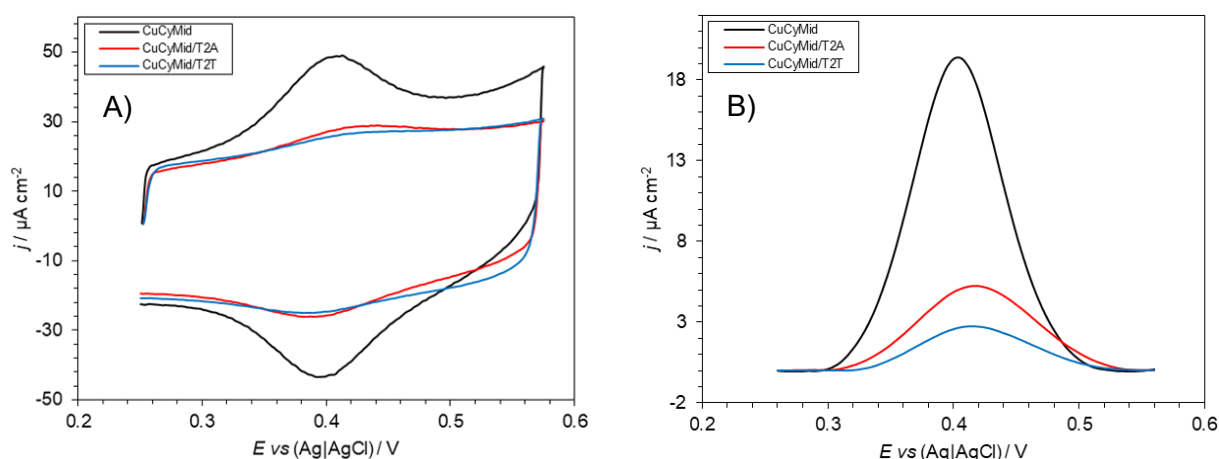 CuCyMid
CuCyMid/T2A
CuCyMid/T2T
A)
50
30
10
-10
-30
-50
j / µA cm-2
0.2
0.3
0.4
0.5
0.6
E vs (Ag|AgCl) / V
CuCyMid
CuCyMid/T2A
CuCyMid/T2T
B)
18
13
8
3
-2
j / µA cm-2
0.2
0.3
0.4
0.5
0.6
E vs (Ag|AgCl) / V